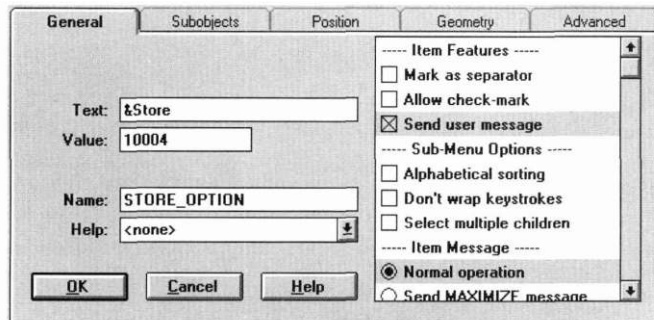 General Subobjects Position Geometry Advanced
Text: &Store
Value: 10004
Name: STORE_OPTION
Help: <none>
OK Cancel Help
----- Item Features -----
Mark as separator
Allow check-mark
Send user message
----- Sub-Menu Options -----
Alphabetical sorting
Don't wrap keystrokes
Select multiple children
----- Item Message -----
Normal operation
Send MAXIMIZE message